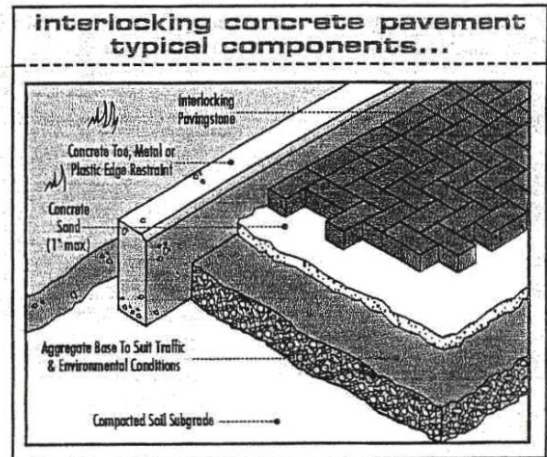 interlocking concrete pavement
typical components...
Interlocking
Pavingstone
Concrete Toe, Metal or
Plastic Edge Restraint
Concrete
Sand
(1" max)
Aggregate Base To Suit Traffic
& Environmental Conditions
Compacted Soil Subgrade